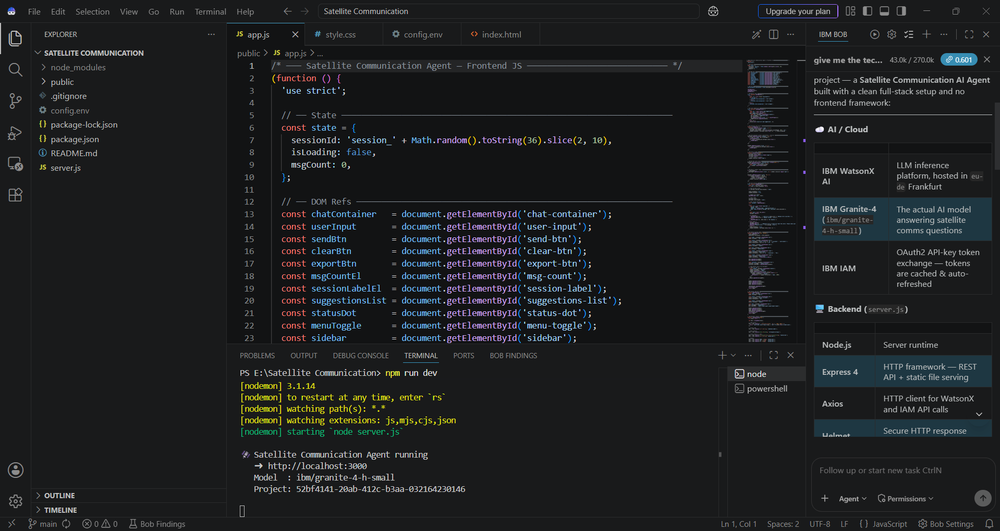 File Edit Selection View Go Run Terminal Help
Satellite Communication
Upgrade your plan
EXPLORER
SATELLITE COMMUNICATION
node_modules
public
.gitignore
config.env
package-lock.json
package.json
README.md
server.js
OUTLINE
TIMELINE
JS app.js
# style.css
config.env
<> index.html
public > JS app.js > ...
1 /* ─── Satellite Communication Agent — Frontend JS ──────────────────────────── */
2 (function () {
3 'use strict';
4
5 // ── State ──────────────────────────────────────────────────────────────────
6 const state = {
7 sessionId: 'session_' + Math.random().toString(36).slice(2, 10),
8 isLoading: false,
9 msgCount: 0,
10 };
11
12 // ── DOM Refs ───────────────────────────────────────────────────────────────
13 const chatContainer = document.getElementById('chat-container');
14 const userInput = document.getElementById('user-input');
15 const sendBtn = document.getElementById('send-btn');
16 const clearBtn = document.getElementById('clear-btn');
17 const exportBtn = document.getElementById('export-btn');
18 const msgCountEl = document.getElementById('msg-count');
19 const sessionLabelEl = document.getElementById('session-label');
20 const suggestionsList = document.getElementById('suggestions-list');
21 const statusDot = document.getElementById('status-dot');
22 const menuToggle = document.getElementById('menu-toggle');
23 const sidebar = document.getElementById('sidebar');
PROBLEMS OUTPUT DEBUG CONSOLE TERMINAL PORTS BOB FINDINGS
PS E:\Satellite Communication> npm run dev
[nodemon] 3.1.14
[nodemon] to restart at any time, enter `rs`
[nodemon] watching path(s): *.*
[nodemon] watching extensions: js,mjs,cjs,json
[nodemon] starting `node server.js`
Satellite Communication Agent running
➜ http://localhost:3000
Model : ibm/granite-4-h-small
Project: 52bf4141-20ab-412c-b3aa-032164230146
node
powershell
IBM BOB
give me the tec... 43.0k / 270.0k 0.601
project — a Satellite Communication AI Agent
built with a clean full-stack setup and no
frontend framework:
AI / Cloud
IBM WatsonX
AI
LLM inference
platform, hosted in eu-
de Frankfurt
IBM Granite-4
(ibm/granite-
4-h-small)
The actual AI model
answering satellite
comms questions
IBM IAM
OAuth2 API-key token
exchange — tokens
are cached & auto-
refreshed
Backend (server.js)
Node.js
Server runtime
Express 4
HTTP framework — REST
API + static file serving
Axios
HTTP client for WatsonX
and IAM API calls
Helmet
Secure HTTP response
Follow up or start new task CtrlN
Agent Permissions
main 0 0 Bob Findings
Ln 1, Col 1 Spaces: 2 UTF-8 LF { } JavaScript Bob Settings